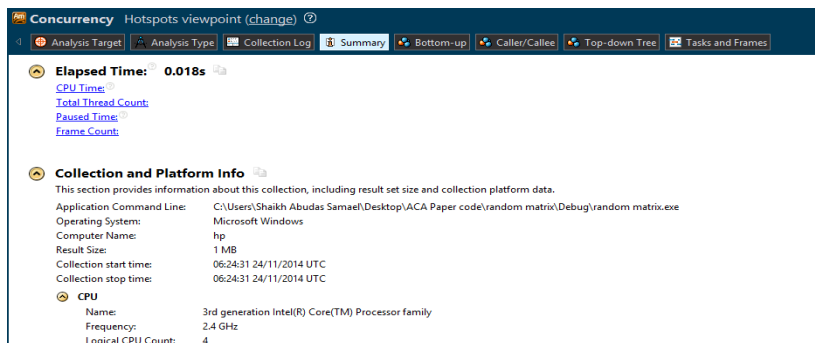 Concurrency Hotspots viewpoint (change) ?
Analysis Target Analysis Type Collection Log Summary Bottom-up Caller/Callee Top-down Tree Tasks and Frames
Elapsed Time: 0.018s
CPU Time:
Total Thread Count:
Paused Time:
Frame Count:
Collection and Platform Info
This section provides information about this collection, including result set size and collection platform data.
Application Command Line: C:\Users\Shaikh Abudas Samael\Desktop\ACA Paper code\random matrix\Debug\random matrix.exe
Operating System: Microsoft Windows
Computer Name: hp
Result Size: 1 MB
Collection start time: 06:24:31 24/11/2014 UTC
Collection stop time: 06:24:31 24/11/2014 UTC
CPU
Name: 3rd generation Intel(R) Core(TM) Processor family
Frequency: 2.4 GHz
Logical CPU Count: 4